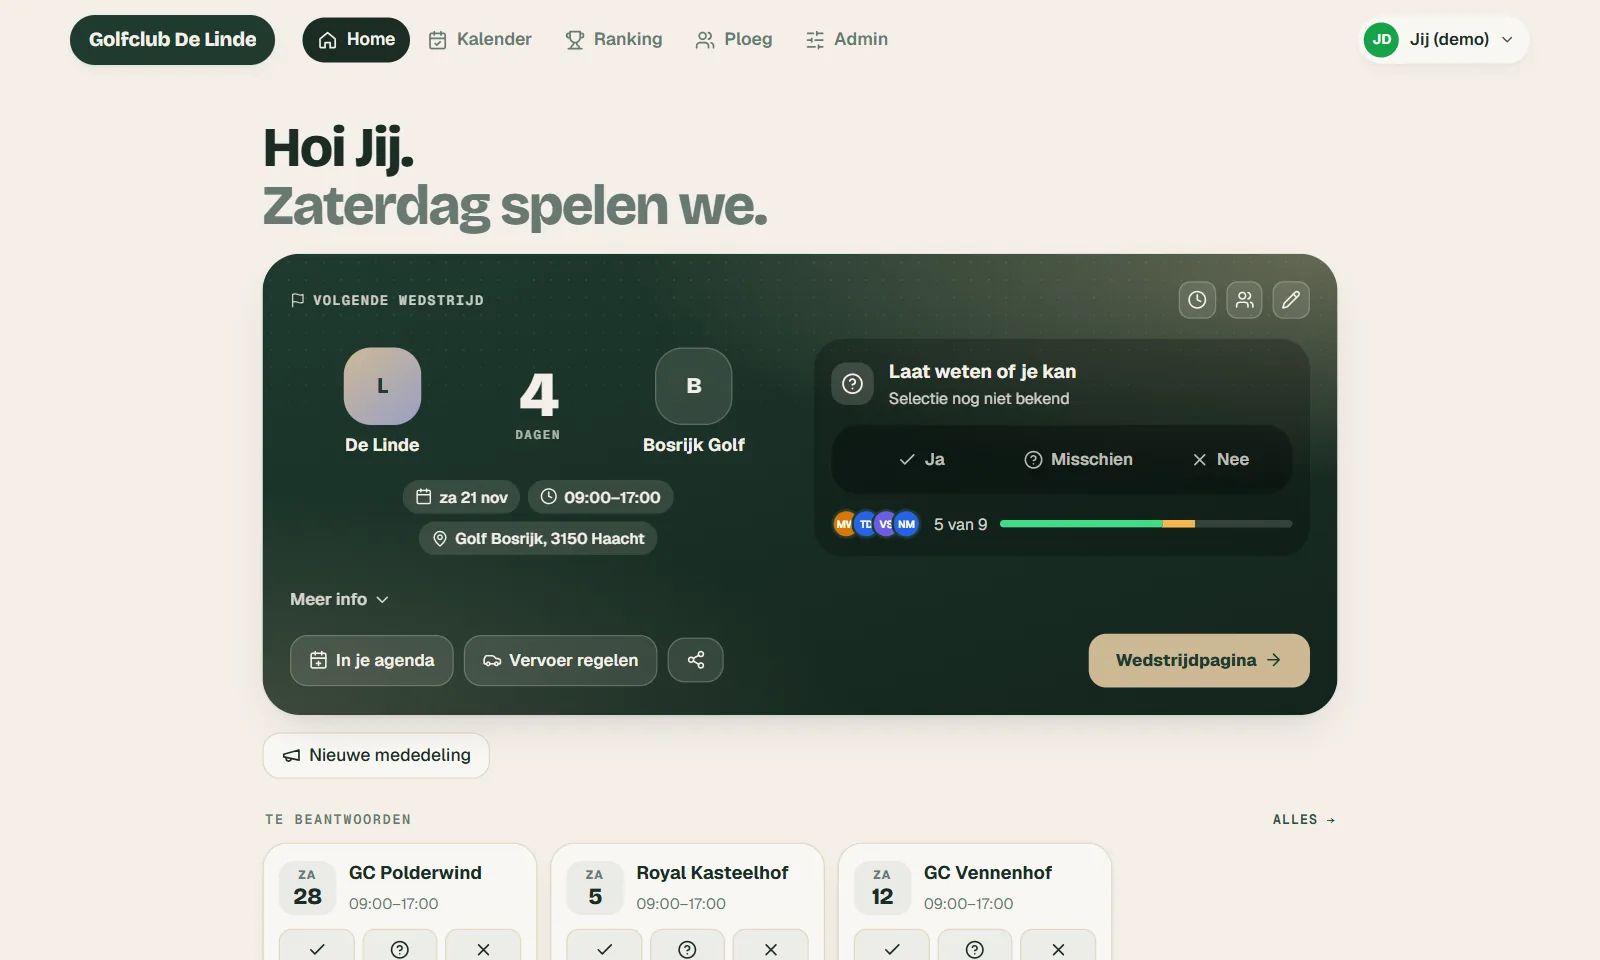 Golfclub De Linde
Home
Kalender
Ranking
Ploeg
Admin
JD
Jij (demo)
Hoi Jij.
Zaterdag spelen we.
VOLGENDE WEDSTRIJD
L
De Linde
4
DAGEN
B
Bosrijk Golf
za 21 nov
09:00–17:00
Golf Bosrijk, 3150 Haacht
Laat weten of je kan
Selectie nog niet bekend
Ja
Misschien
Nee
VS
NM
5 van 9
Meer info
In je agenda
Vervoer regelen
Wedstrijdpagina →
Nieuwe mededeling
TE BEANTWOORDEN
ALLES →
ZA
28
GC Polderwind
09:00–17:00
ZA
5
Royal Kasteelhof
09:00–17:00
ZA
12
GC Vennenhof
09:00–17:00